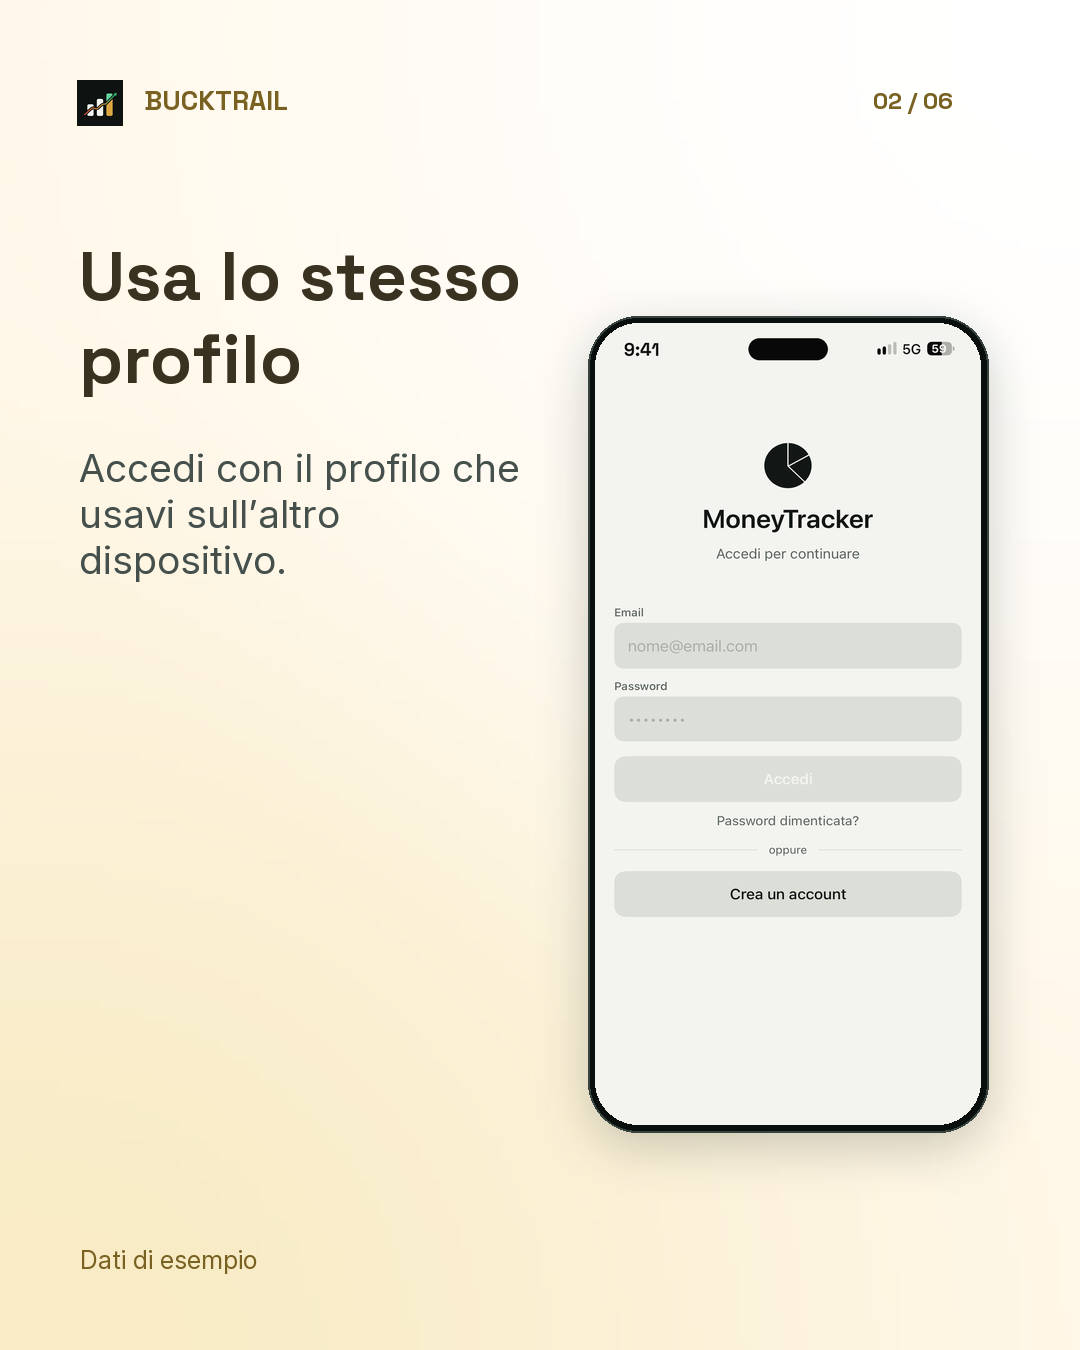 BUCKTRAIL
02 / 06
Usa lo stesso
profilo
Accedi con il profilo che
usavi sull’altro
dispositivo.
9:41
5G
59
MoneyTracker
Accedi per continuare
Email
nome@email.com
Password
••••••••
Accedi
Password dimenticata?
oppure
Crea un account
Dati di esempio